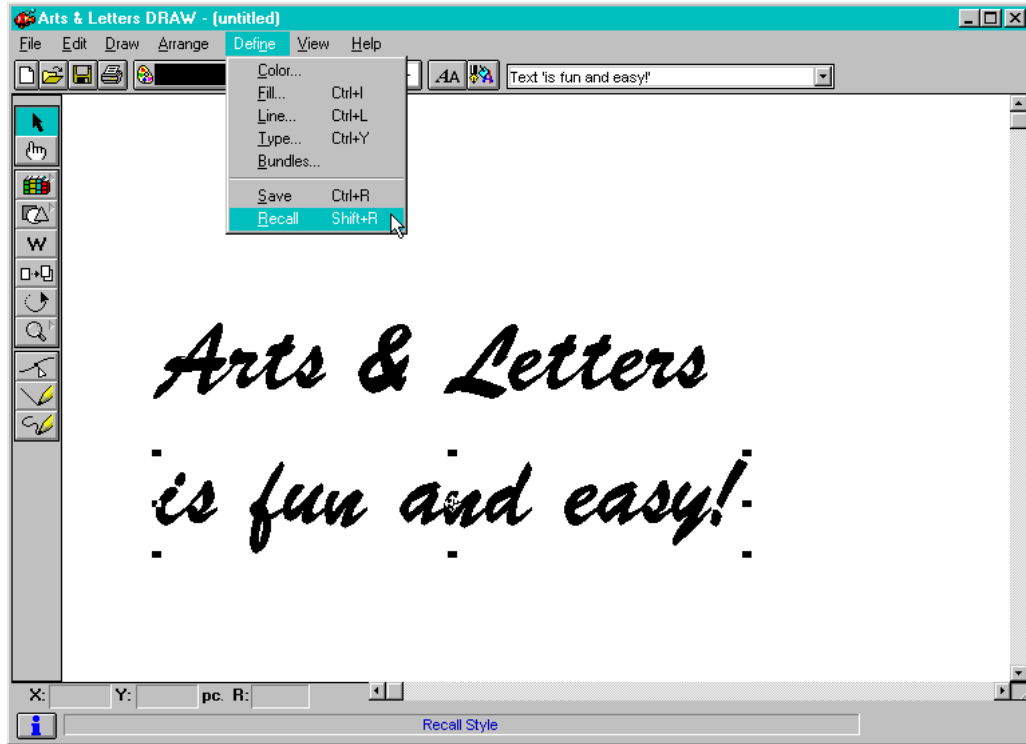 Arts & Letters DRAW - (untitled)
File Edit Draw Arrange Define View Help
AA Text 'is fun and easy!'
Color...
Fill... Ctrl+I
Line... Ctrl+L
Type... Ctrl+Y
Bundles...
Save Ctrl+R
Recall Shift+R
W
Arts & Letters
is fun and easy!
X: Y: pc. R:
i Recall Style